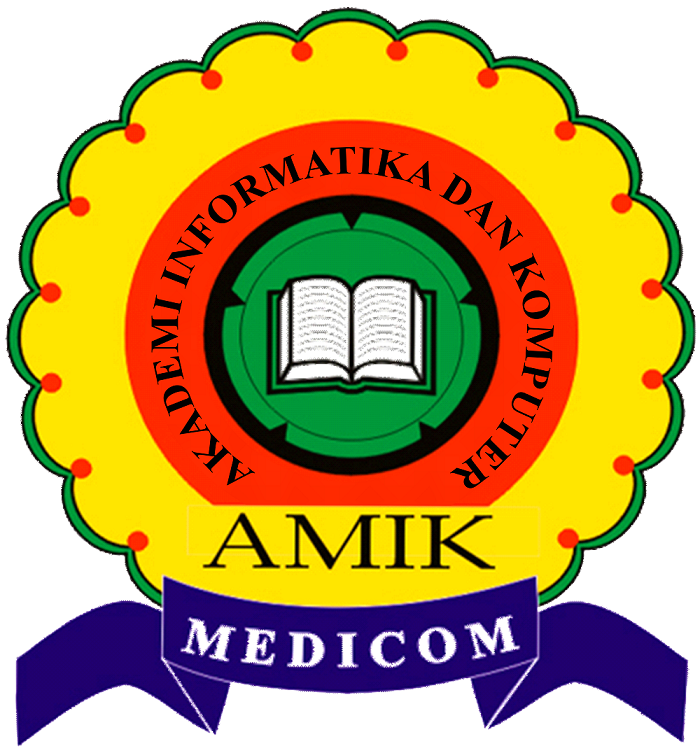 AKADEMI INFORMATIKA DAN KOMPUTER
AMIK
MEDICOM